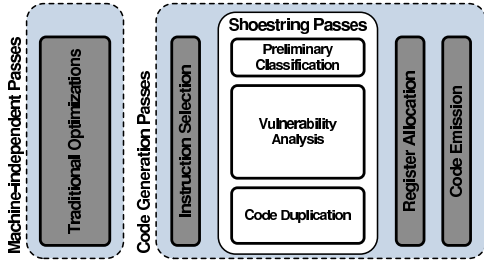 Machine-independent Passes
Traditional Optimizations
Code Generation Passes
Instruction Selection
Shoestring Passes
Preliminary
Classification
Vulnerability
Analysis
Code Duplication
Register Allocation
Code Emission